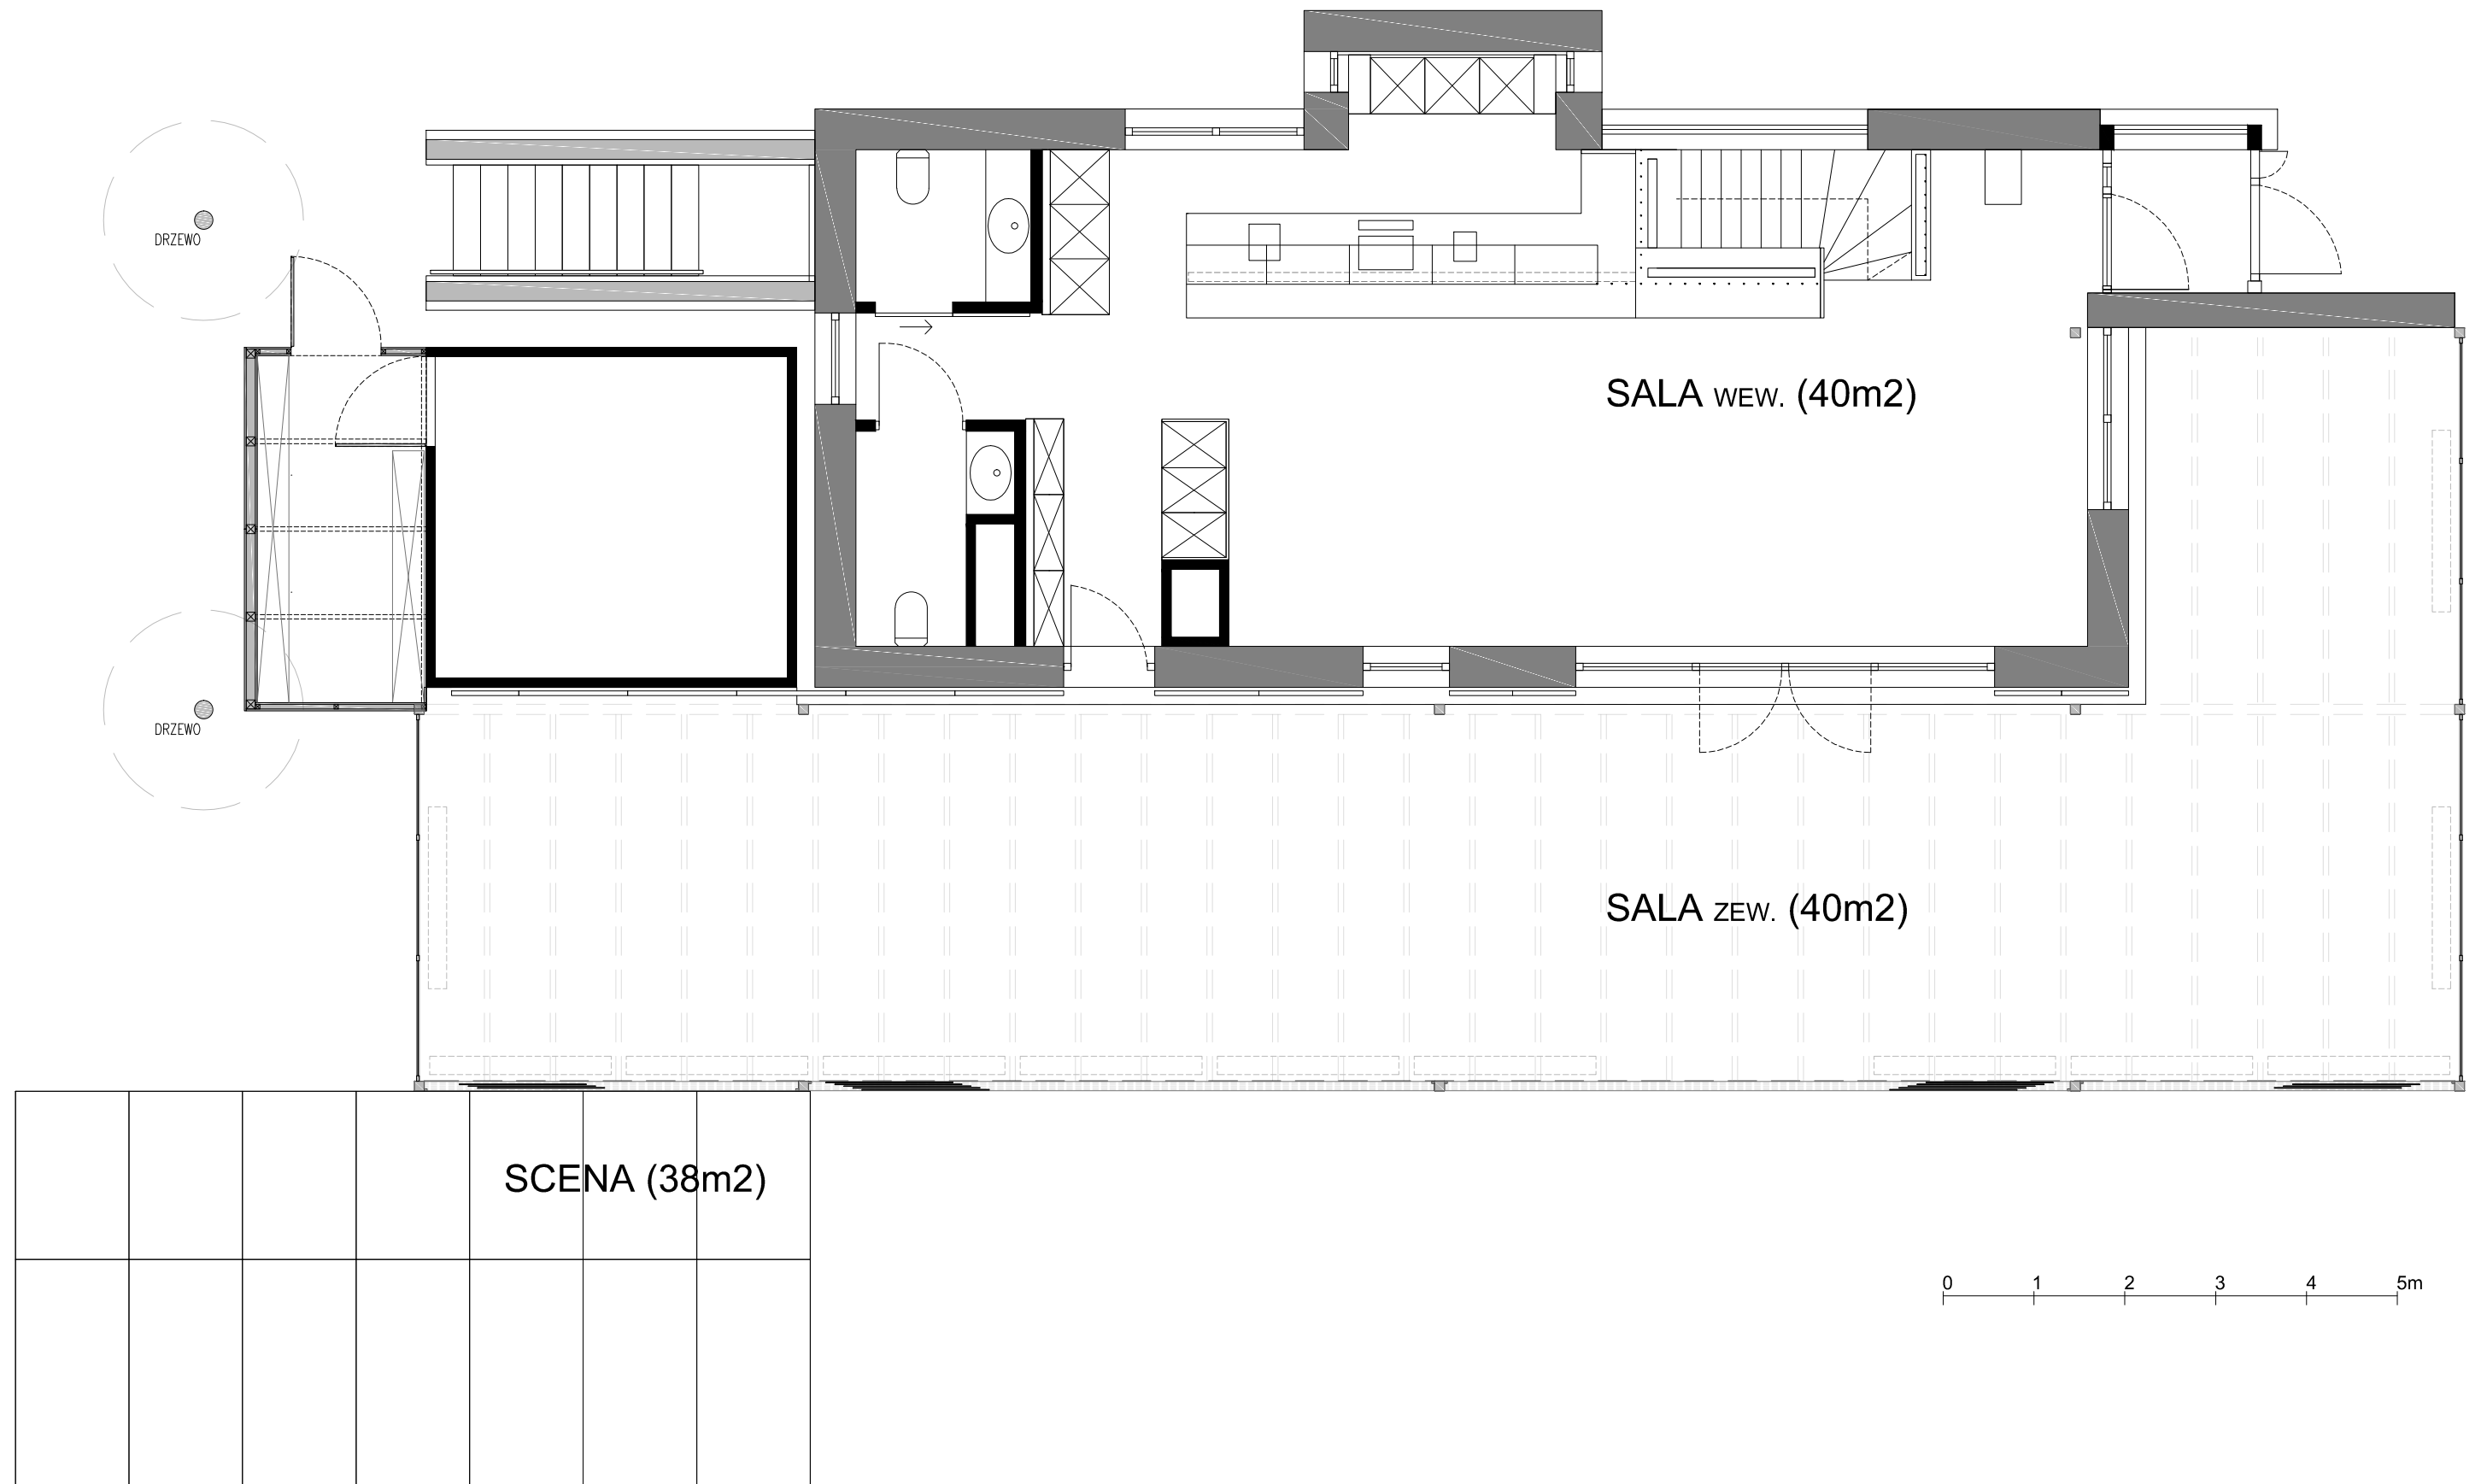 DRZEWO
SALA WEW. (40m2)
DRZEWO
SALA ZEW. (40m2)
SCENA (38m2)
0 1 2 3 4 5m